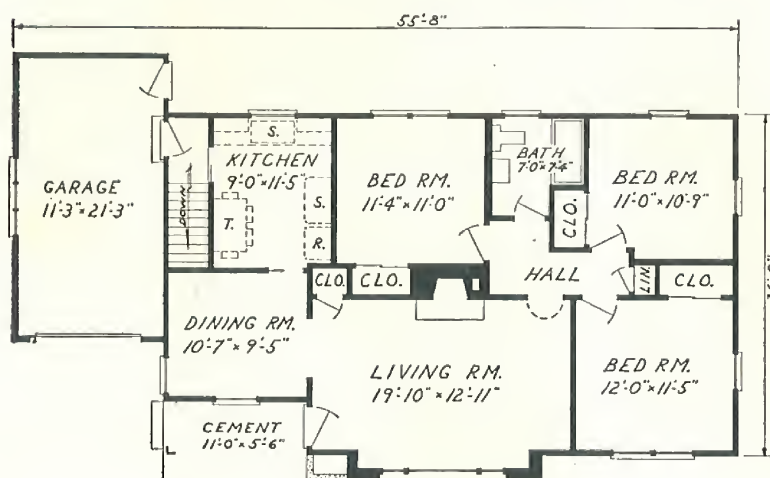 55'-8"
GARAGE
11'-3" × 21'-3"
DOWN
S.
KITCHEN
9'-0" × 11'-5"
T.
S.
R.
BED RM.
11'-4" × 11'-0"
BATH
7'-0" × 7'-4"
BED RM.
11'-0" × 10'-9"
CLO.
HALL
CLO.
CLO.
LIN.
CLO.
DINING RM.
10'-7" × 9'-5"
LIVING RM.
19'-10" × 12'-11"
BED RM.
12'-0" × 11'-5"
CEMENT
11'-0" × 5'-6"